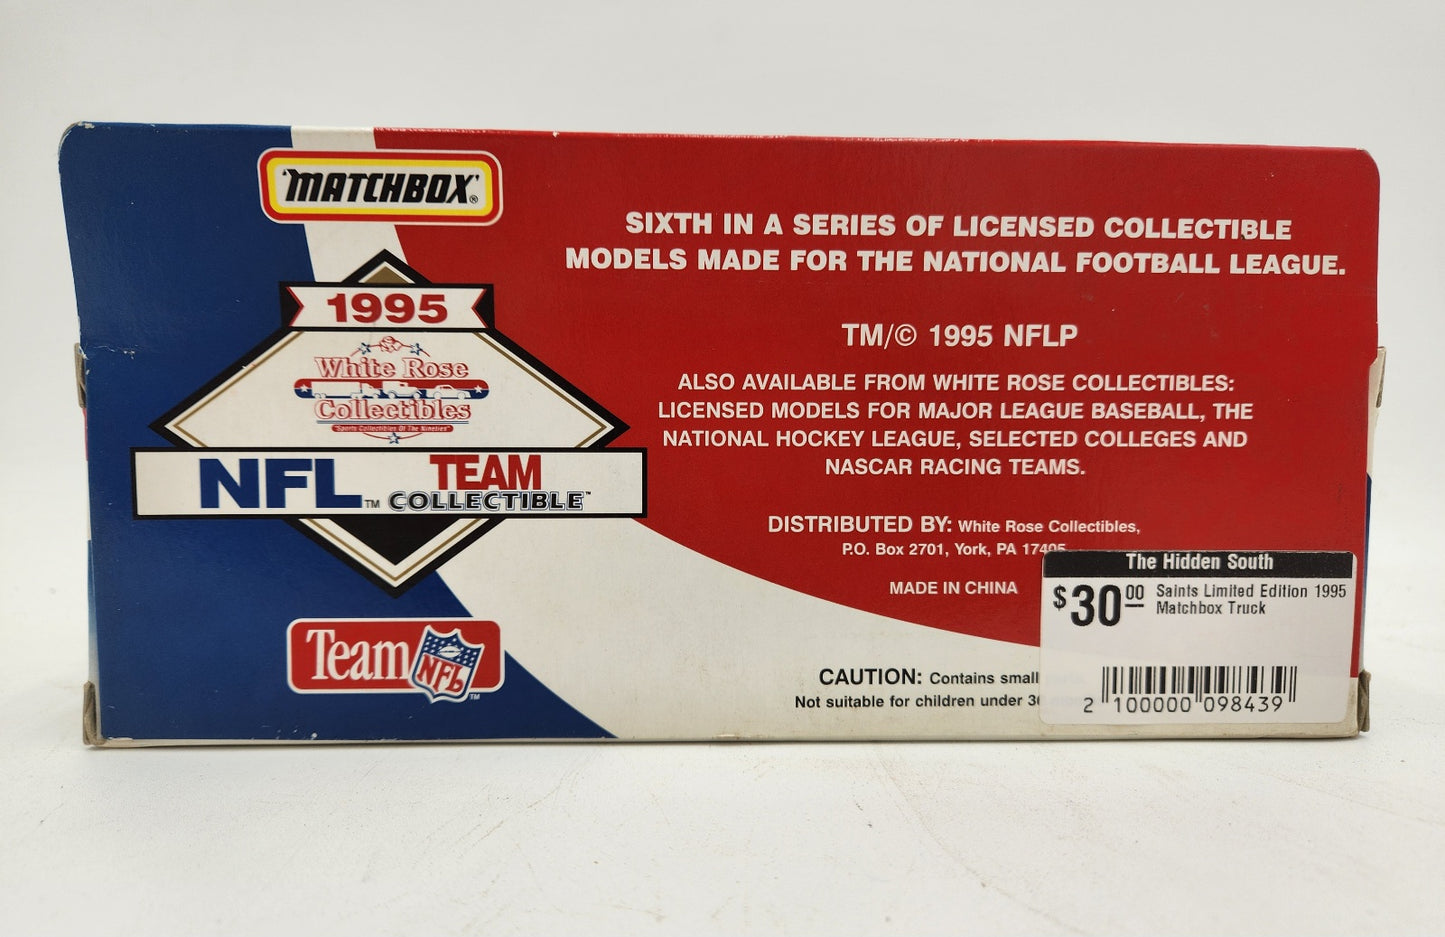 'MATCHBOX'®
1995
White Rose
Collectibles
"Sports Collectibles Of The Nineties"
NFL™ TEAM
COLLECTIBLE™
Team NFL™
SIXTH IN A SERIES OF LICENSED COLLECTIBLE
MODELS MADE FOR THE NATIONAL FOOTBALL LEAGUE.
TM/© 1995 NFLP
ALSO AVAILABLE FROM WHITE ROSE COLLECTIBLES:
LICENSED MODELS FOR MAJOR LEAGUE BASEBALL, THE
NATIONAL HOCKEY LEAGUE, SELECTED COLLEGES AND
NASCAR RACING TEAMS.
DISTRIBUTED BY: White Rose Collectibles,
P.O. Box 2701, York, PA 17405
MADE IN CHINA
CAUTION: Contains small
Not suitable for children under
The Hidden South
$30 00 Saints Limited Edition 1995
Matchbox Truck
2 100000 098439